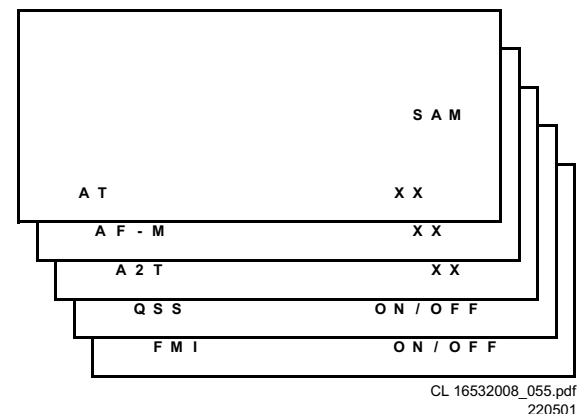 SAM
AT XX
AF-M XX
A2T XX
QSS ON/OFF
FMI ON/OFF
CL 16532008_055.pdf
220501